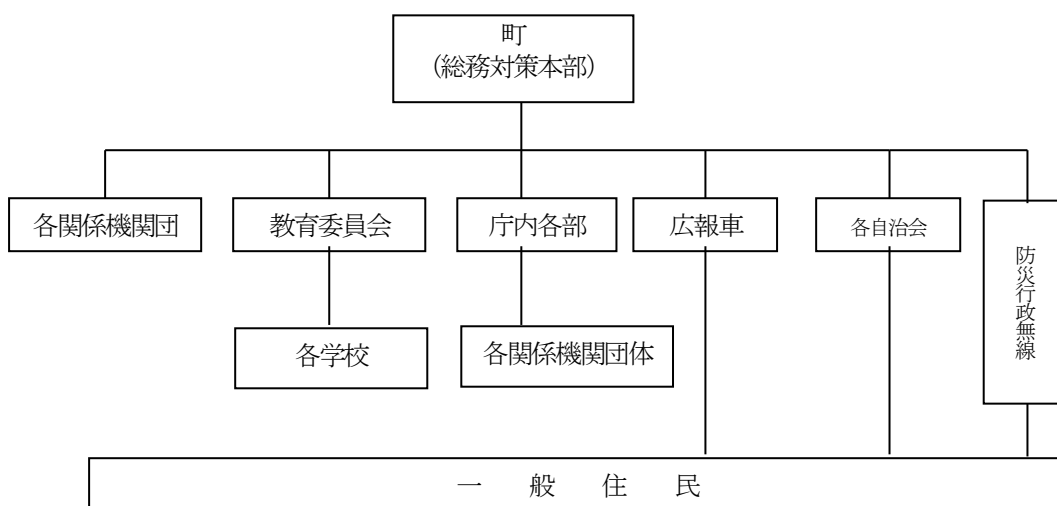 町
(総務対策本部)
各関係機関団
教育委員会
庁内各部
広報車
各自治会
防災行政無線
各学校
各関係機関団体
一般住民